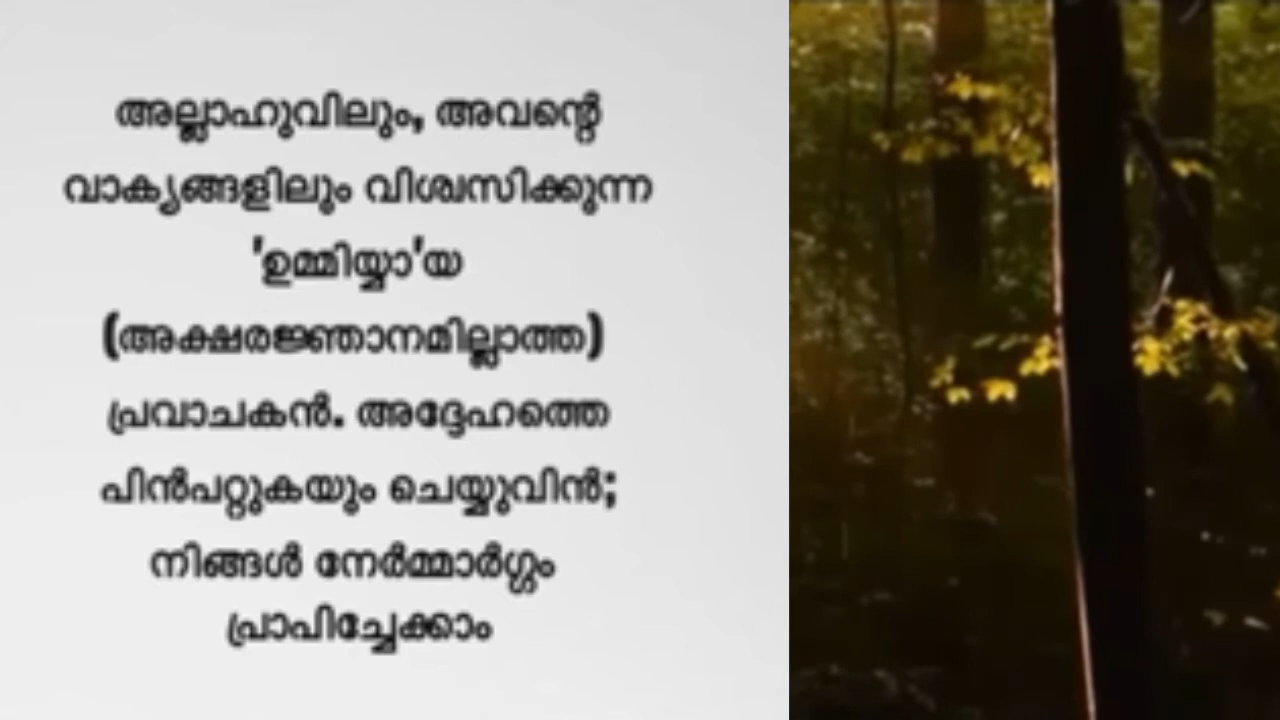 അല്ലാഹുവിലും, അവന്റെ
വാക്യങ്ങളിലും വിശ്വസിക്കുന്ന
'ഉമ്മിയ്യാ'യ
(അക്ഷരജ്ഞാനമില്ലാത്ത)
പ്രവാചകൻ. അദ്ദേഹത്തെ
പിൻപറ്റുകയും ചെയ്യുവിൻ;
നിങ്ങൾ നേർമ്മാർഗ്ഗം
പ്രാപിച്ചേക്കാം